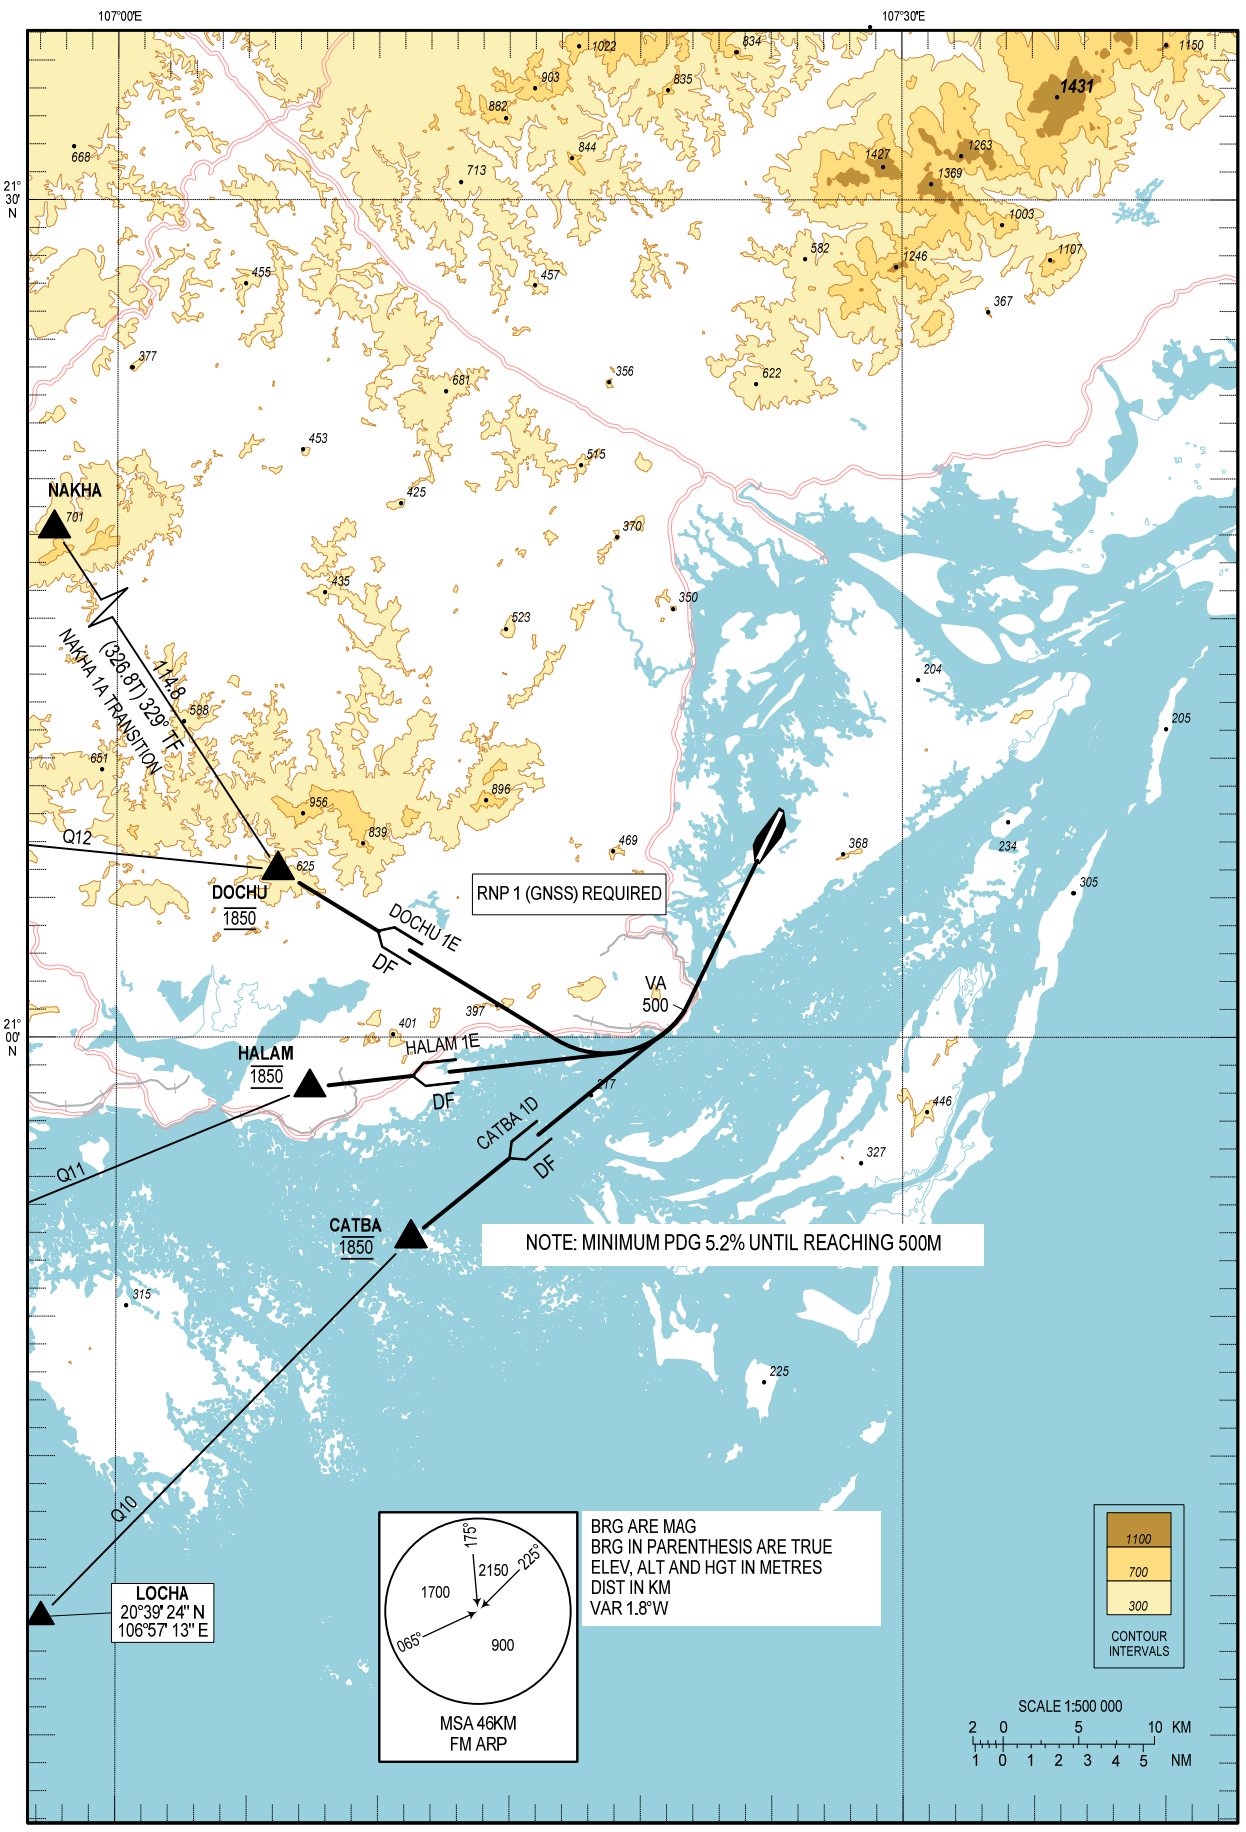 107°00'E
107°30'E
1022
834
1150
903
835
1431
882
668
844
1427
1263
713
1369
21°
30'
N
1003
582
1246
1107
455
457
367
377
356
622
681
453
515
425
NAKHA
701
370
435
350
523
204
114.8
(326.8T) 329° TF
NAKHA 1A TRANSITION
588
205
651
896
956
839
Q12
469
368
234
625
RNP 1 (GNSS) REQUIRED
305
DOCHU
1850
DOCHU 1E
DF
VA
500
397
401
21°
00'
N
HALAM
1850
HALAM 1E
DF
217
446
CATBA 1D
DF
327
Q11
CATBA
1850
NOTE: MINIMUM PDG 5.2% UNTIL REACHING 500M
315
225
Q10
LOCHA
20°39' 24" N
106°57' 13" E
175°
2150
225°
1700
065°
900
MSA 46KM
FM ARP
BRG ARE MAG
BRG IN PARENTHESIS ARE TRUE
ELEV, ALT AND HGT IN METRES
DIST IN KM
VAR 1.8°W
1100
700
300
CONTOUR
INTERVALS
SCALE 1:500 000
2 0 5 10 KM
1 0 1 2 3 4 5 NM